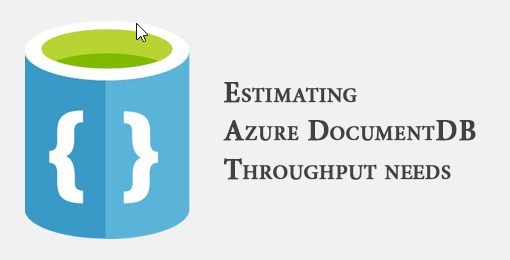 { }
Estimating
Azure DocumentDB
Throughput needs